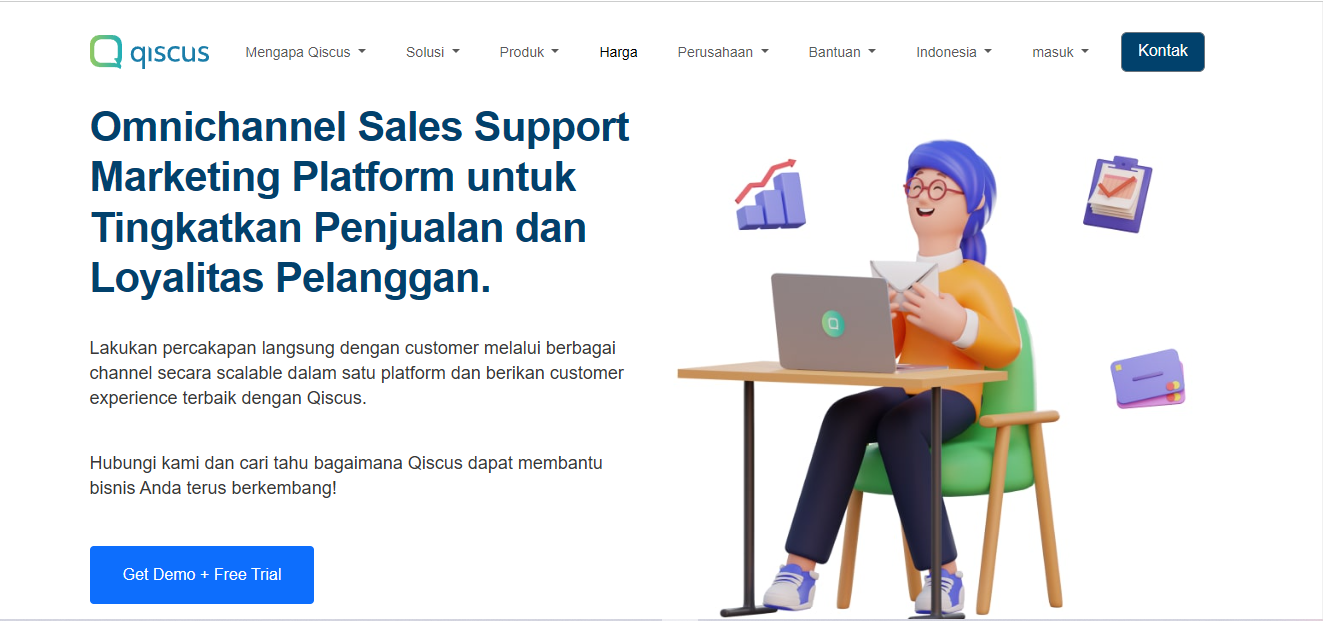 qiscus
Mengapa Qiscus
Solusi
Produk
Harga
Perusahaan
Bantuan
Indonesia
masuk
Kontak
Omnichannel Sales Support
Marketing Platform untuk
Tingkatkan Penjualan dan
Loyalitas Pelanggan.
Lakukan percakapan langsung dengan customer melalui berbagai
channel secara scalable dalam satu platform dan berikan customer
experience terbaik dengan Qiscus.
Hubungi kami dan cari tahu bagaimana Qiscus dapat membantu
bisnis Anda terus berkembang!
Get Demo + Free Trial